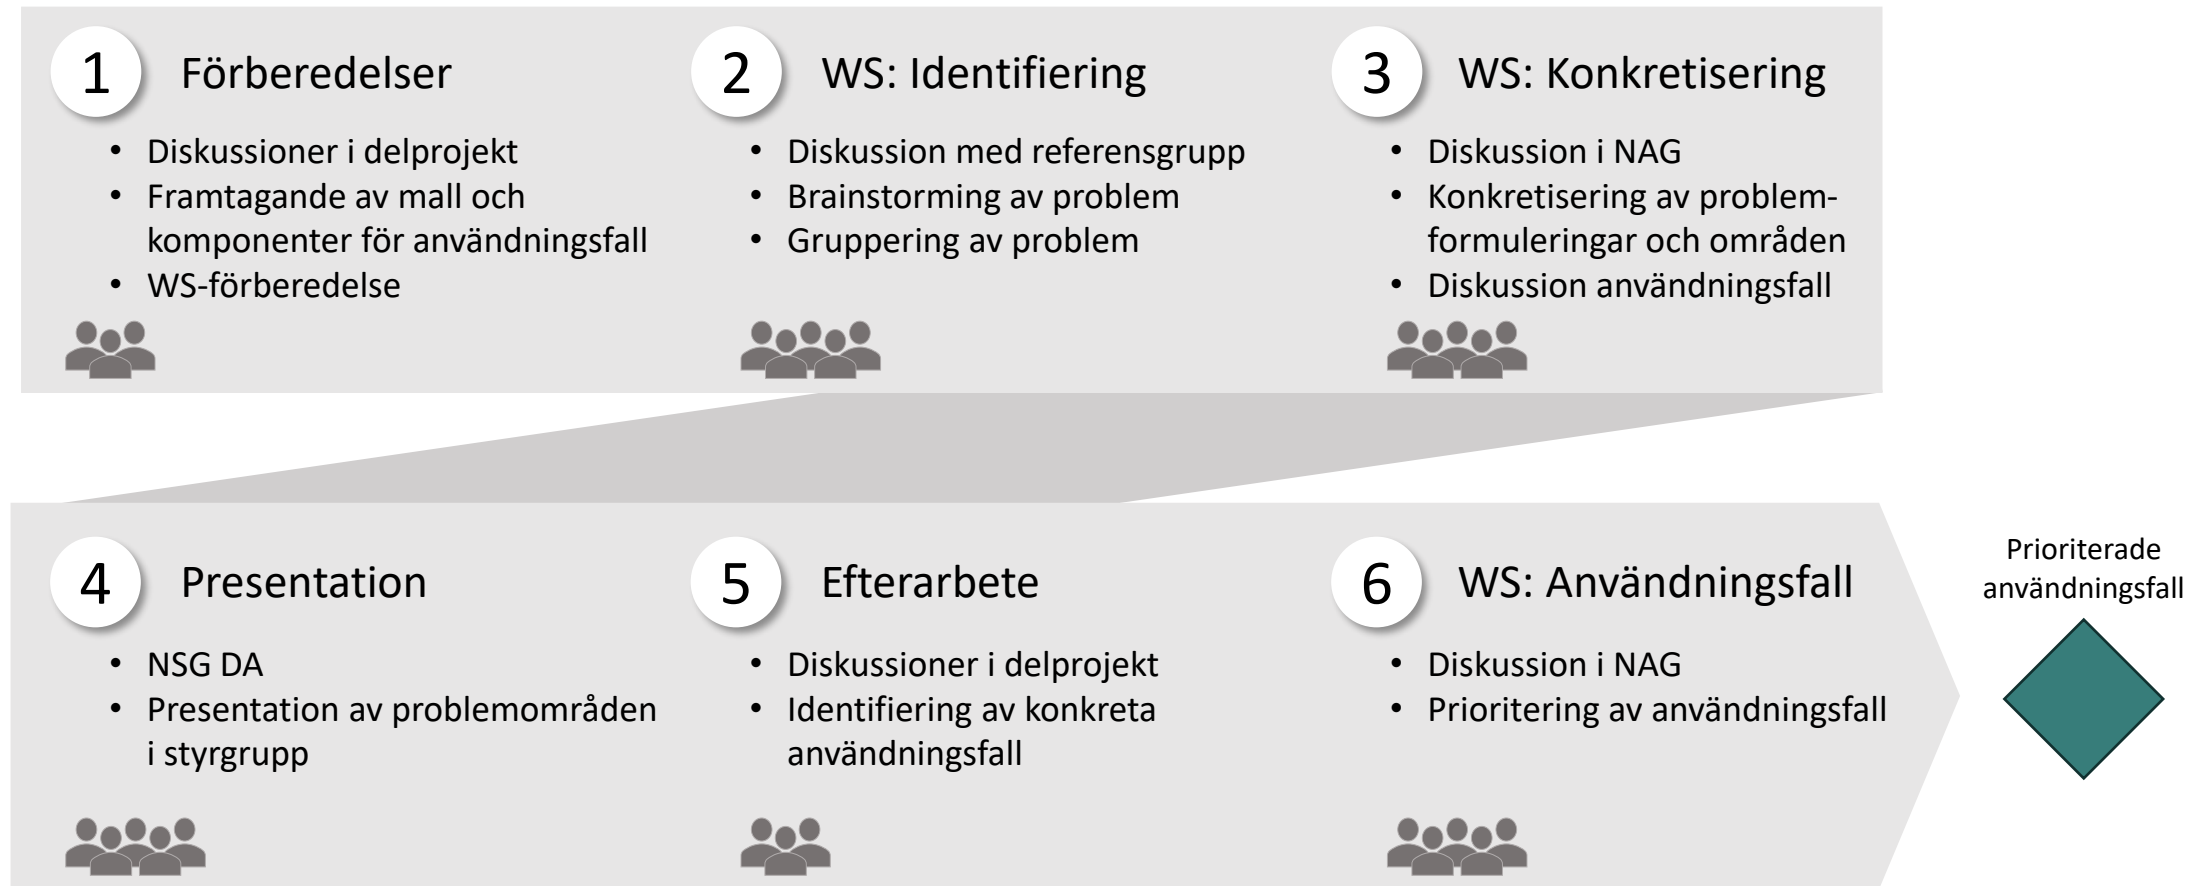 1 Förberedelser
• Diskussioner i delprojekt
• Framtagande av mall och
komponenter för användningsfall
• WS-förberedelse
2 WS: Identifiering
• Diskussion med referensgrupp
• Brainstorming av problem
• Gruppering av problem
3 WS: Konkretisering
• Diskussion i NAG
• Konkretisering av problem-
formuleringar och områden
• Diskussion användningsfall
4 Presentation
• NSG DA
• Presentation av problemområden
i styrgrupp
5 Efterarbete
• Diskussioner i delprojekt
• Identifiering av konkreta
användningsfall
6 WS: Användningsfall
• Diskussion i NAG
• Prioritering av användningsfall
Prioriterade
användningsfall